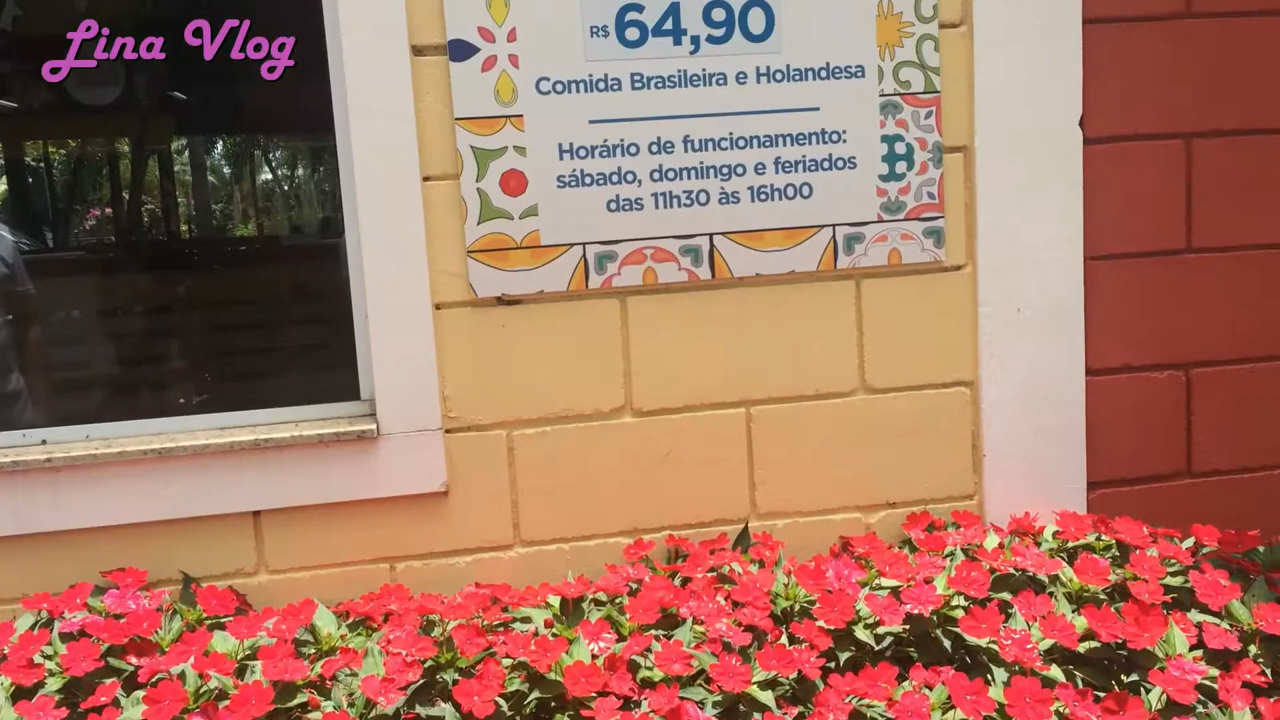 Lina Vlog
R$ 64,90
Comida Brasileira e Holandesa
Horário de funcionamento:
sábado, domingo e feriados
das 11h30 às 16h00